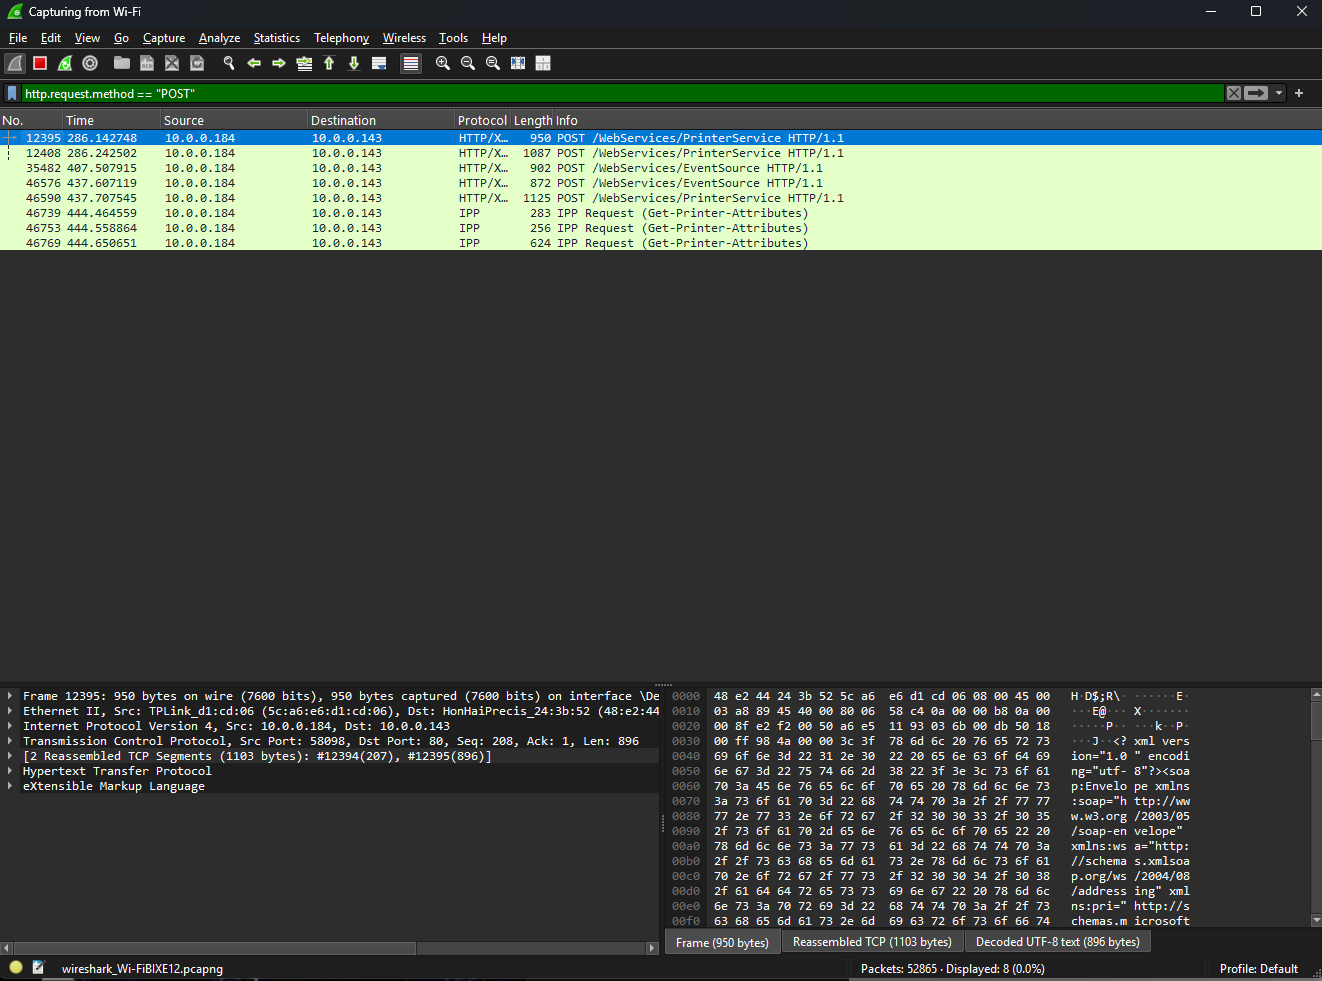 Capturing from Wi-Fi
File Edit View Go Capture Analyze Statistics Telephony Wireless Tools Help
http.request.method == "POST"
No. Time Source Destination Protocol Length Info
12395 286.142748 10.0.0.184 10.0.0.143 HTTP/X… 950 POST /WebServices/PrinterService HTTP/1.1
12408 286.242502 10.0.0.184 10.0.0.143 HTTP/X… 1087 POST /WebServices/PrinterService HTTP/1.1
35482 407.507915 10.0.0.184 10.0.0.143 HTTP/X… 902 POST /WebServices/EventSource HTTP/1.1
46576 437.607119 10.0.0.184 10.0.0.143 HTTP/X… 872 POST /WebServices/EventSource HTTP/1.1
46590 437.707545 10.0.0.184 10.0.0.143 HTTP/X… 1125 POST /WebServices/PrinterService HTTP/1.1
46739 444.464559 10.0.0.184 10.0.0.143 IPP 283 IPP Request (Get-Printer-Attributes)
46753 444.558864 10.0.0.184 10.0.0.143 IPP 256 IPP Request (Get-Printer-Attributes)
46769 444.650651 10.0.0.184 10.0.0.143 IPP 624 IPP Request (Get-Printer-Attributes)
Frame 12395: 950 bytes on wire (7600 bits), 950 bytes captured (7600 bits) on interface \De
Ethernet II, Src: TPLink_d1:cd:06 (5c:a6:e6:d1:cd:06), Dst: HonHaiPrecis_24:3b:52 (48:e2:44
Internet Protocol Version 4, Src: 10.0.0.184, Dst: 10.0.0.143
Transmission Control Protocol, Src Port: 58098, Dst Port: 80, Seq: 208, Ack: 1, Len: 896
[2 Reassembled TCP Segments (1103 bytes): #12394(207), #12395(896)]
Hypertext Transfer Protocol
eXtensible Markup Language
0000 48 e2 44 24 3b 52 5c a6 e6 d1 cd 06 08 00 45 00 H·D$;R\· ······E·
0010 03 a8 89 45 40 00 80 06 58 c4 0a 00 00 b8 0a 00 ···E@··· X·······
0020 00 8f e2 f2 00 50 a6 e5 11 93 03 6b 00 db 50 18 ·····P·· ···k··P·
0030 00 ff 98 4a 00 00 3c 3f 78 6d 6c 20 76 65 72 73 ···J··<? xml vers
0040 69 6f 6e 3d 22 31 2e 30 22 20 65 6e 63 6f 64 69 ion="1.0 " encodi
0050 6e 67 3d 22 75 74 66 2d 38 22 3f 3e 3c 73 6f 61 ng="utf- 8"?><soa
0060 70 3a 45 6e 76 65 6c 6f 70 65 20 78 6d 6c 6e 73 p:Envelo pe xmlns
0070 3a 73 6f 61 70 3d 22 68 74 74 70 3a 2f 2f 77 77 :soap="h ttp://ww
0080 77 2e 77 33 2e 6f 72 67 2f 32 30 30 33 2f 30 35 w.w3.org /2003/05
0090 2f 73 6f 61 70 2d 65 6e 76 65 6c 6f 70 65 22 20 /soap-en velope"
00a0 78 6d 6c 6e 73 3a 77 73 61 3d 22 68 74 74 70 3a xmlns:ws a="http:
00b0 2f 2f 73 63 68 65 6d 61 73 2e 78 6d 6c 73 6f 61 //schema s.xmlsoa
00c0 70 2e 6f 72 67 2f 77 73 2f 32 30 30 34 2f 30 38 p.org/ws /2004/08
00d0 2f 61 64 64 72 65 73 73 69 6e 67 22 20 78 6d 6c /address ing" xml
00e0 6e 73 3a 70 72 69 3d 22 68 74 74 70 3a 2f 2f 73 ns:pri=" http://s
00f0 63 68 65 6d 61 73 2e 6d 69 63 72 6f 73 6f 66 74 chemas.m icrosoft
Frame (950 bytes) Reassembled TCP (1103 bytes) Decoded UTF-8 text (896 bytes)
wireshark_Wi-FiBIXE12.pcapng Packets: 52865 · Displayed: 8 (0.0%) Profile: Default